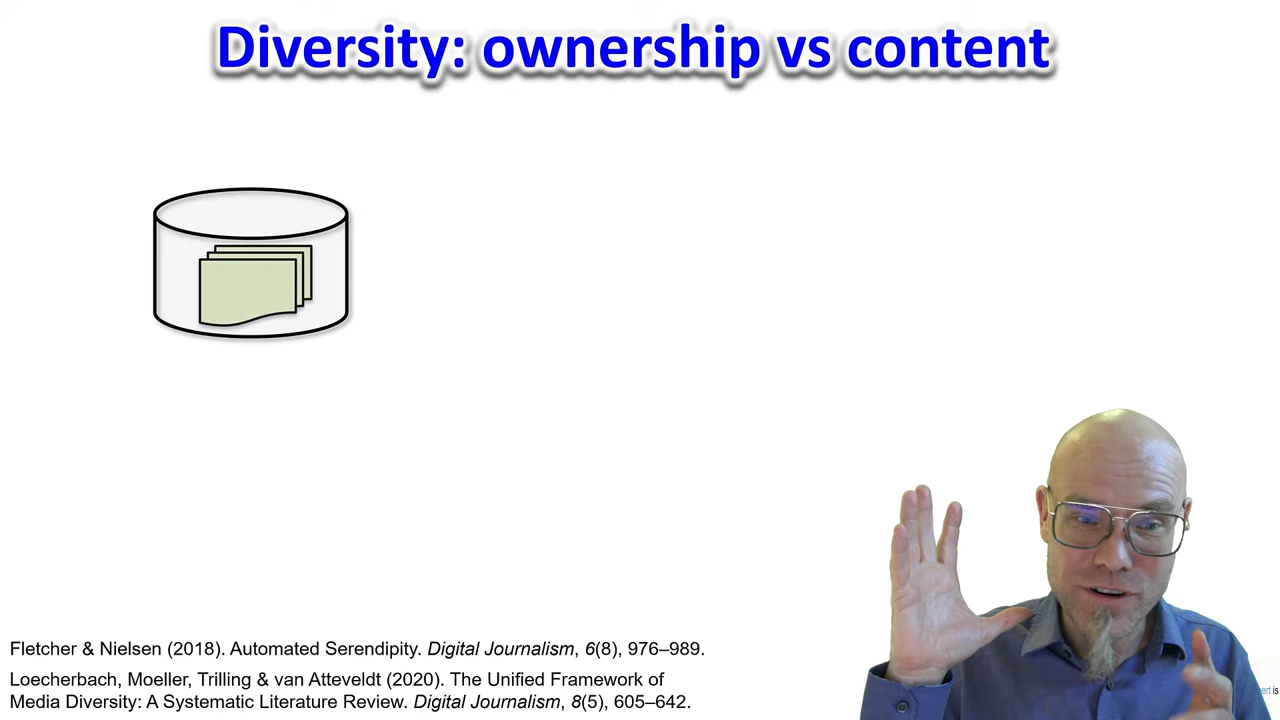 Diversity: ownership vs content
Fletcher & Nielsen (2018). Automated Serendipity. Digital Journalism, 6(8), 976–989.
Loecherbach, Moeller, Trilling & van Atteveldt (2020). The Unified Framework of
Media Diversity: A Systematic Literature Review. Digital Journalism, 8(5), 605–642.
is